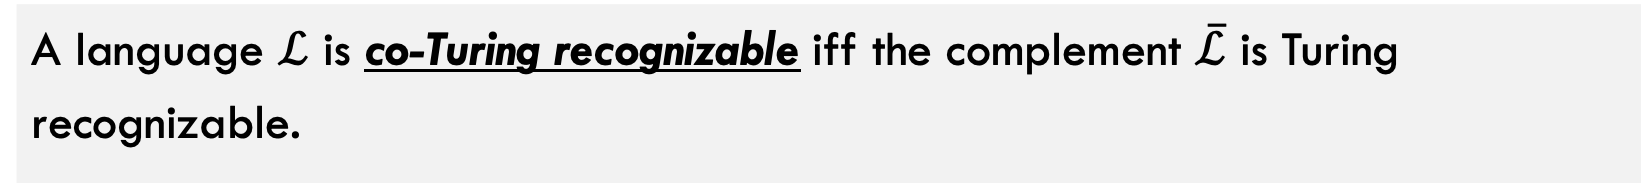 A language ℒ is co-Turing recognizable iff the complement ℒ̅ is Turing
recognizable.